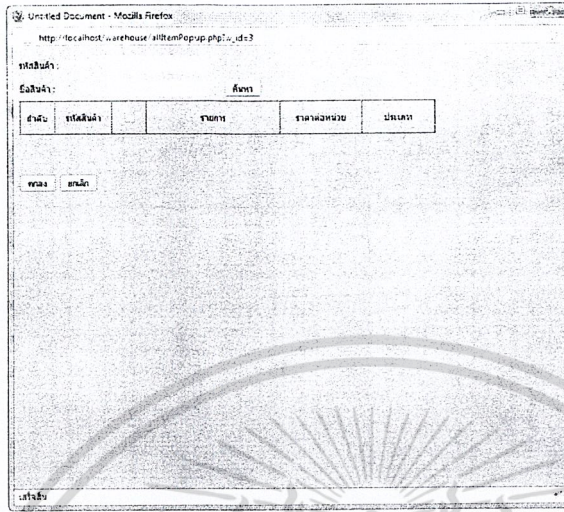 Untitled Document - Mozilla Firefox
http://localhost/warehouse/allItemPopup.php?w_id=3
รหัสสินค้า :
ชื่อสินค้า : ค้นหา
ลำดับ รหัสสินค้า รายการ ราคาต่อหน่วย ประเภท
ตกลง ยกเลิก
เสร็จสิ้น